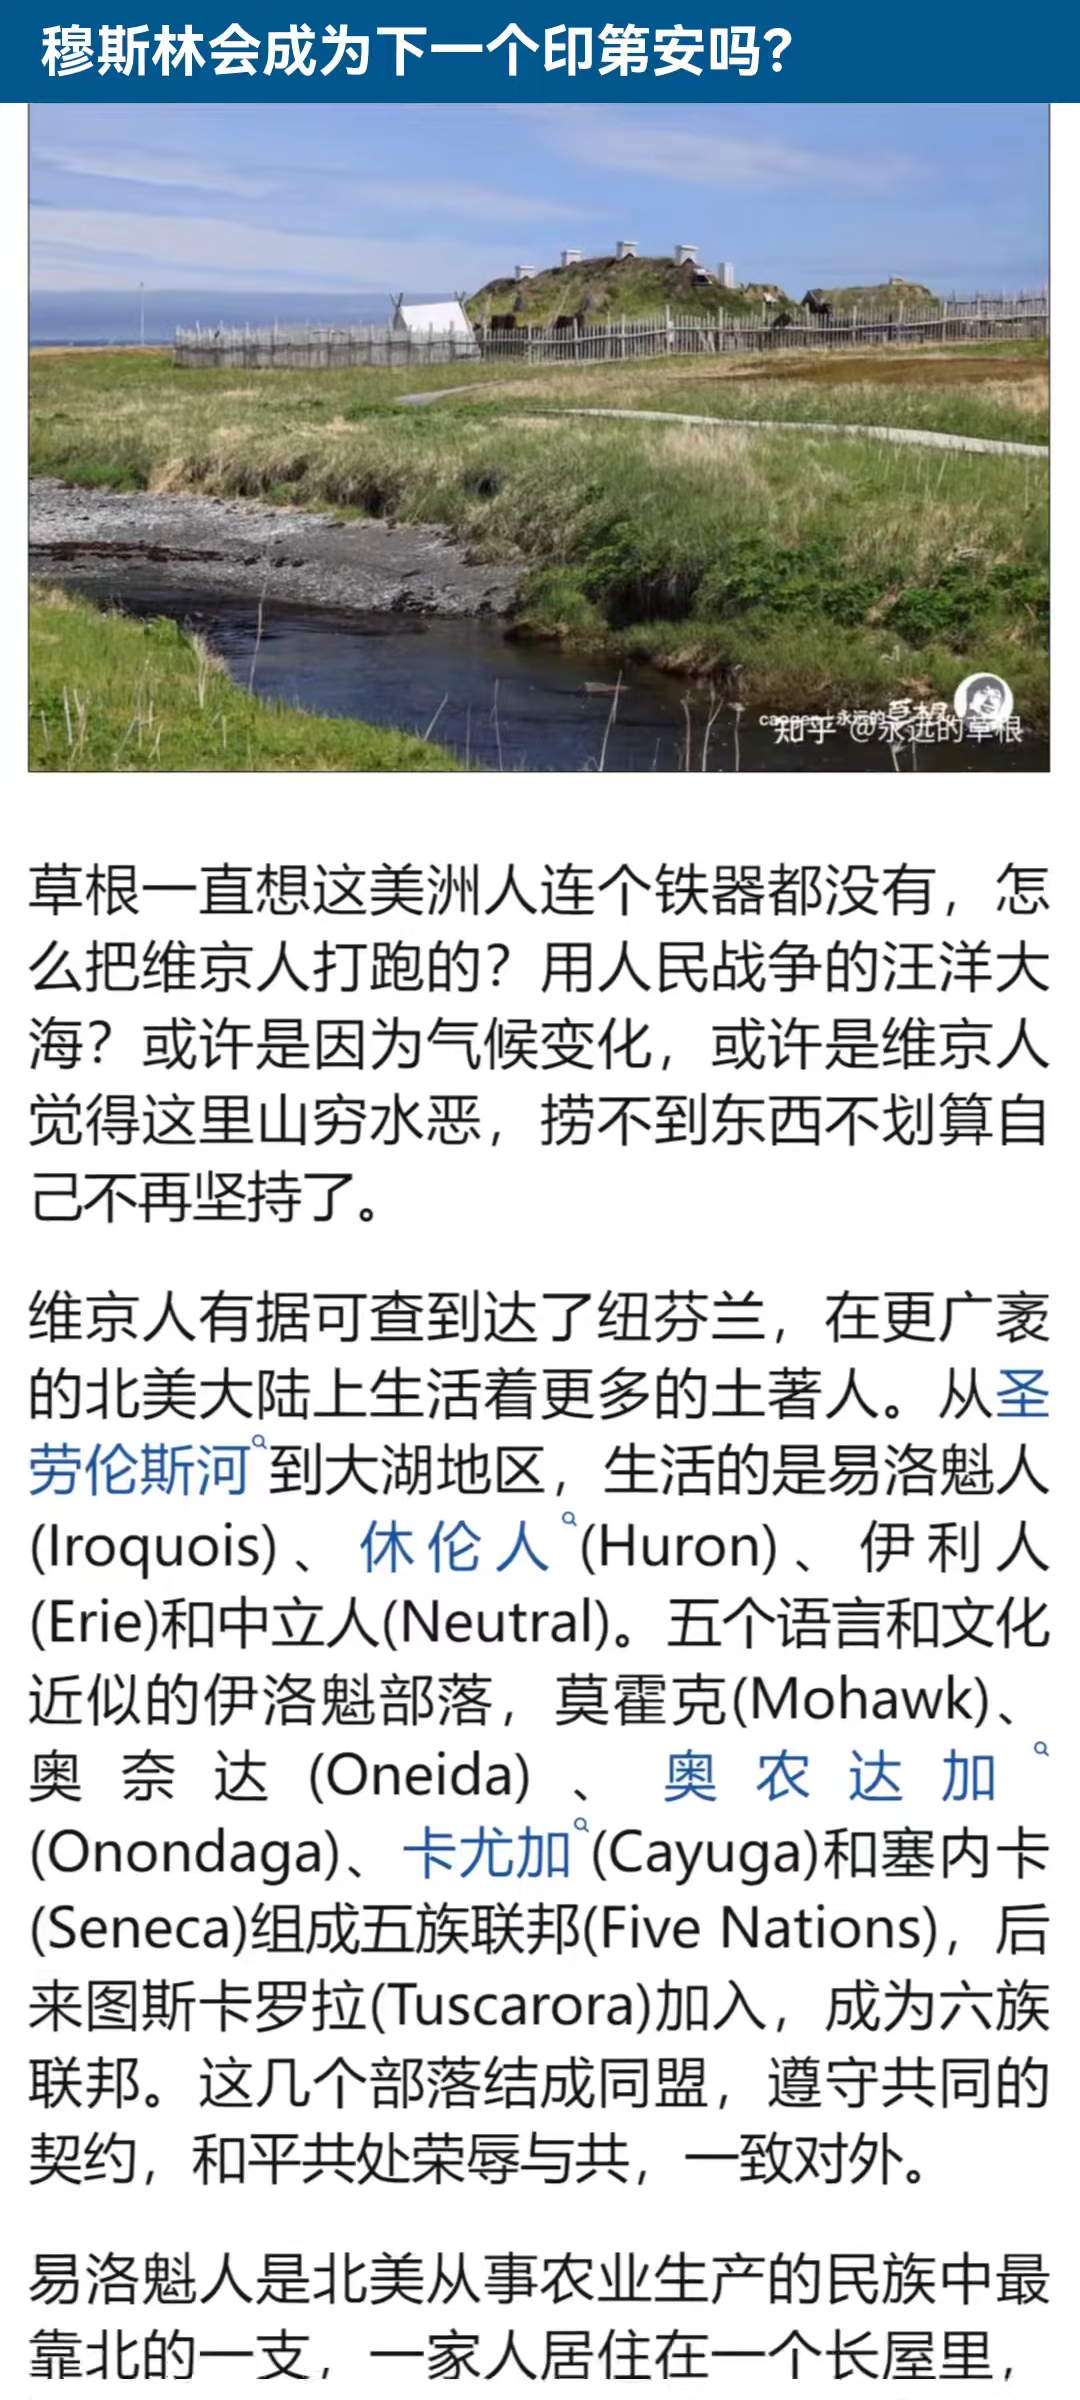 穆斯林会成为下一个印第安吗?
知乎 @永远的草根
草根一直想这美洲人连个铁器都没有，怎
么把维京人打跑的？用人民战争的汪洋大
海？或许是因为气候变化，或许是维京人
觉得这里山穷水恶，捞不到东西不划算自
己不再坚持了。
维京人有据可查到达了纽芬兰，在更广袤
的北美大陆上生活着更多的土著人。从圣
劳伦斯河到大湖地区，生活的是易洛魁人
(Iroquois)、休伦人(Huron)、伊利人
(Erie)和中立人(Neutral)。五个语言和文化
近似的伊洛魁部落，莫霍克(Mohawk)、
奥奈达(Oneida)、奥农达加
(Onondaga)、卡尤加(Cayuga)和塞内卡
(Seneca)组成五族联邦(Five Nations)，后
来图斯卡罗拉(Tuscarora)加入，成为六族
联邦。这几个部落结成同盟，遵守共同的
契约，和平共处荣辱与共，一致对外。
易洛魁人是北美从事农业生产的民族中最
靠北的一支，一家人居住在一个长屋里，